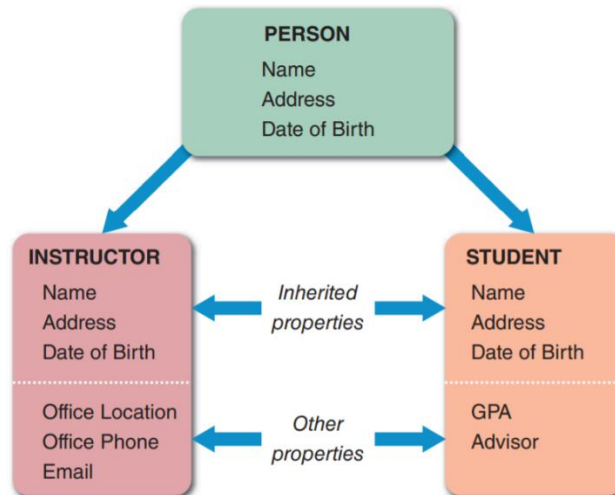 PERSON
Name
Address
Date of Birth
INSTRUCTOR
Name
Address
Date of Birth
Office Location
Office Phone
Email
Inherited
properties
Other
properties
STUDENT
Name
Address
Date of Birth
GPA
Advisor